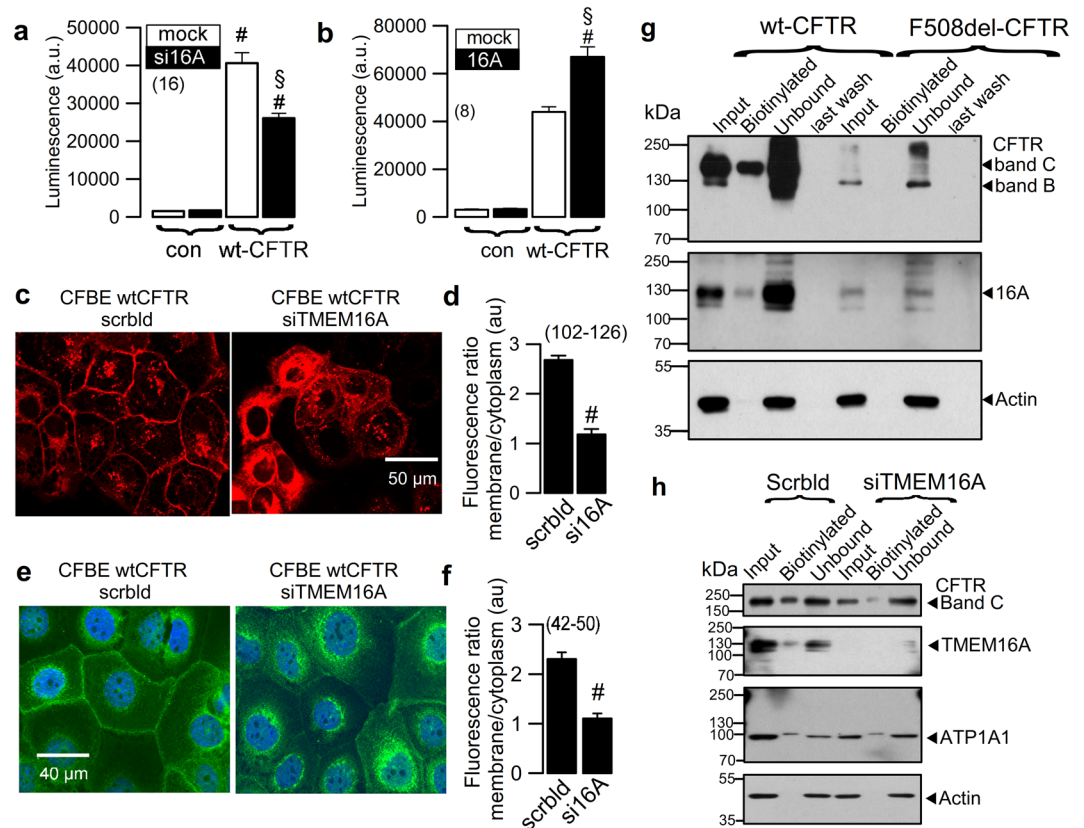 a
Luminescence (a.u.)
50000
40000
30000
20000
10000
0
mock
si16A
(16)
#
§
#
con
wt-CFTR
b
Luminescence (a.u.)
80000
60000
40000
20000
0
mock
16A
(8)
§
#
con
wt-CFTR
c
CFBE wtCFTR
scrbld
CFBE wtCFTR
siTMEM16A
50 µm
d
Fluorescence ratio
membrane/cytoplasm (au)
(102-126)
3
2
1
0
#
scrbld
si16A
e
CFBE wtCFTR
scrbld
CFBE wtCFTR
siTMEM16A
40 µm
f
Fluorescence ratio
membrane/cytoplasm (au)
(42-50)
3
2
1
0
#
scrbld
si16A
g
wt-CFTR
F508del-CFTR
kDa
Input
Biotinylated
Unbound
last wash
Input
Biotinylated
Unbound
last wash
250
130
100
70
CFTR
band C
band B
250
130
100
70
16A
55
35
Actin
h
Scrbld
siTMEM16A
kDa
Input
Biotinylated
Unbound
Input
Biotinylated
Unbound
250
150
CFTR
Band C
250
130
100
TMEM16A
250
130
100
70
ATP1A1
55
35
Actin